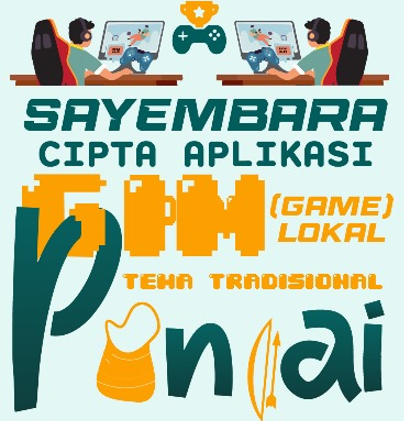 SAYEMBARA
CIPTA APLIKASI
GIM (GAME)
LOKAL
TEMA TRADISIONAL